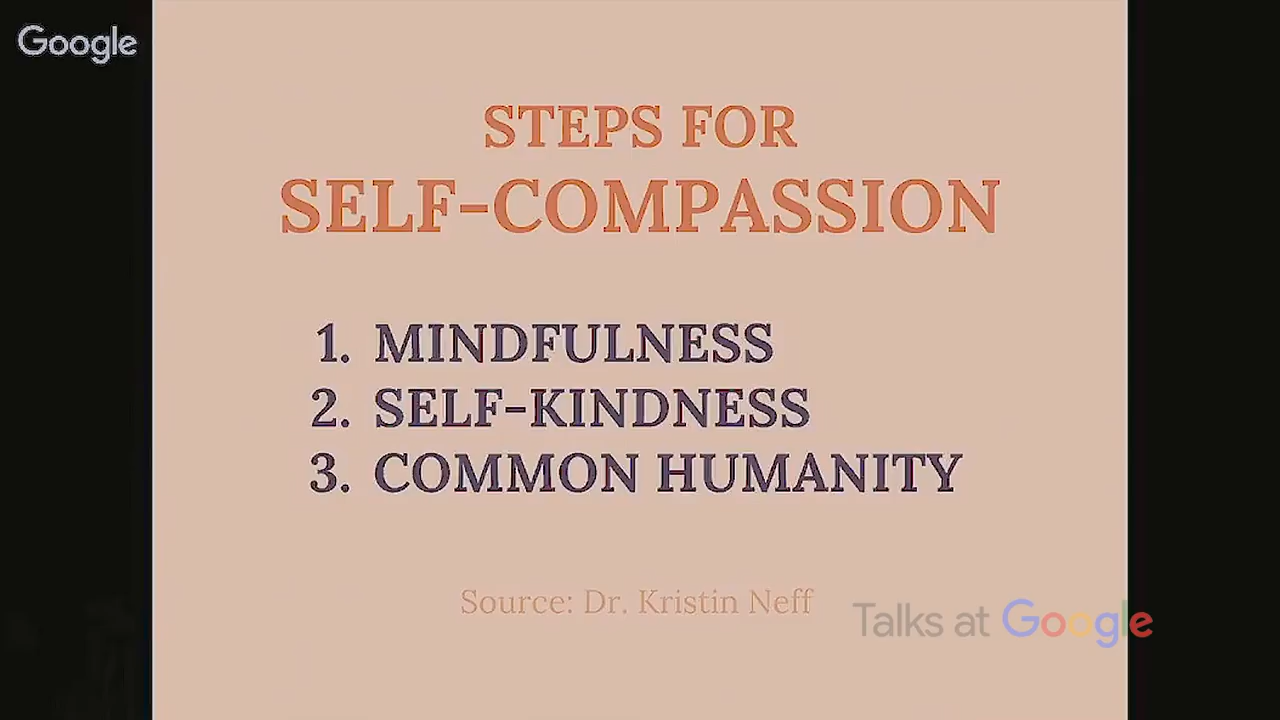 Google
STEPS FOR
SELF-COMPASSION
1. MINDFULNESS
2. SELF-KINDNESS
3. COMMON HUMANITY
Source: Dr. Kristin Neff
Talks at Google